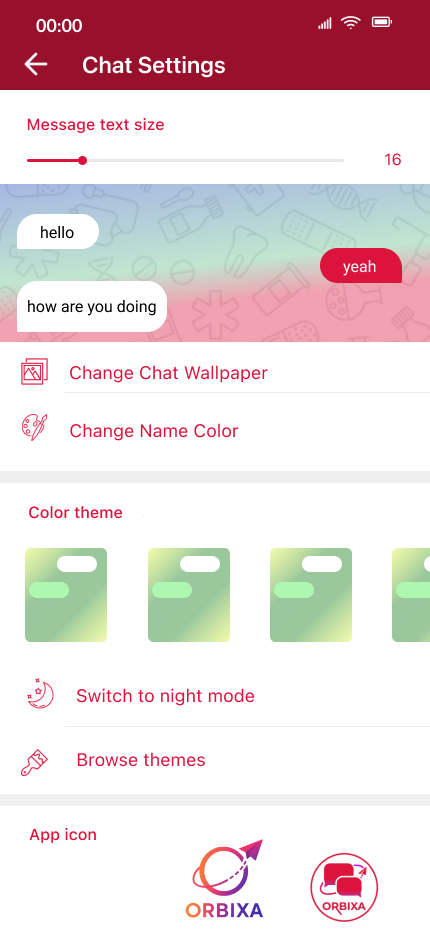 00:00
Chat Settings
Message text size
16
hello
yeah
how are you doing
Change Chat Wallpaper
Change Name Color
Color theme
Switch to night mode
Browse themes
App icon
ORBIXA
ORBIXA